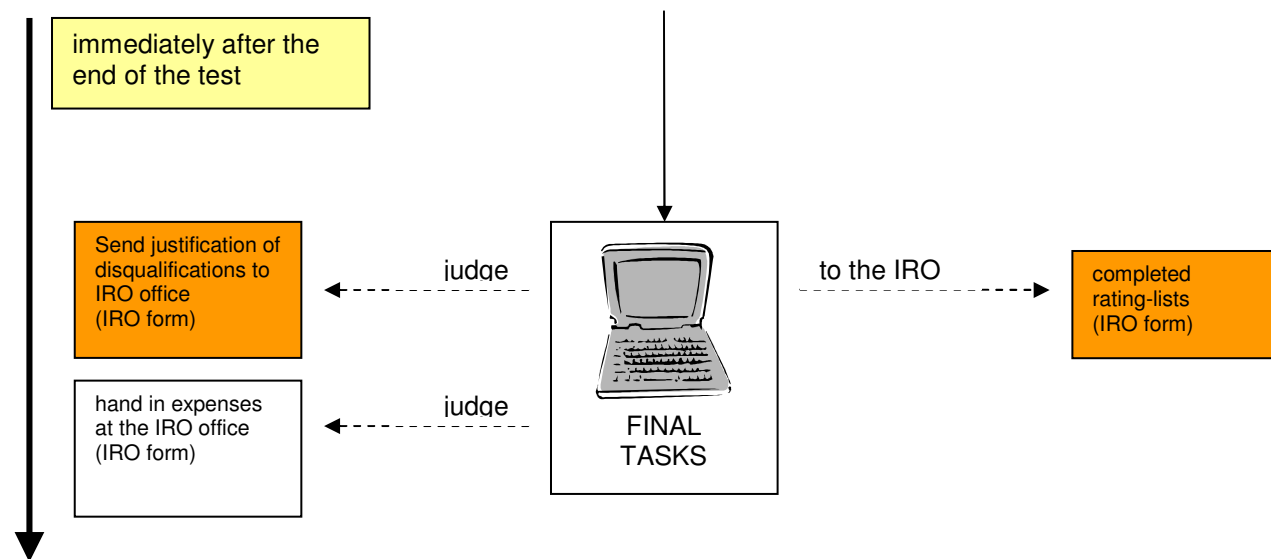 immediately after the
end of the test
Send justification of
disqualifications to
IRO office
(IRO form)
judge
to the IRO
completed
rating-lists
(IRO form)
hand in expenses
at the IRO office
(IRO form)
judge
FINAL
TASKS